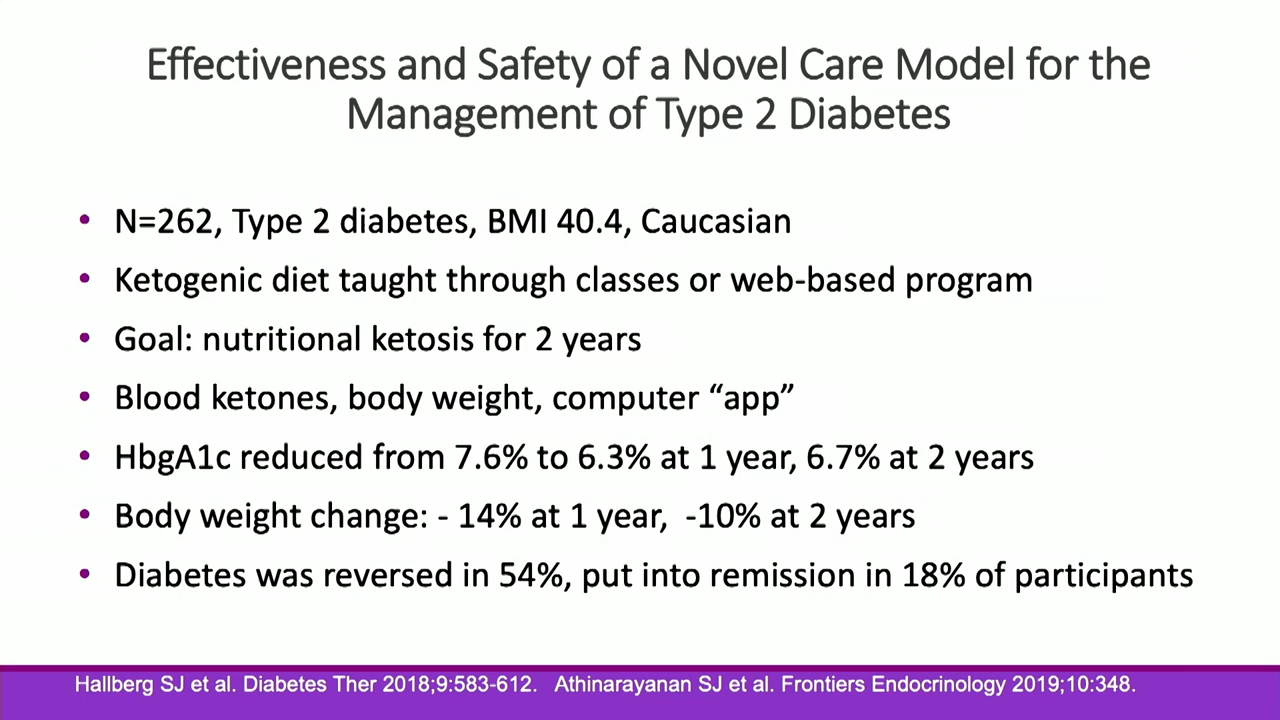 Effectiveness and Safety of a Novel Care Model for the
Management of Type 2 Diabetes
• N=262, Type 2 diabetes, BMI 40.4, Caucasian
• Ketogenic diet taught through classes or web-based program
• Goal: nutritional ketosis for 2 years
• Blood ketones, body weight, computer “app”
• HbgA1c reduced from 7.6% to 6.3% at 1 year, 6.7% at 2 years
• Body weight change: - 14% at 1 year,  -10% at 2 years
• Diabetes was reversed in 54%, put into remission in 18% of participants
Hallberg SJ et al. Diabetes Ther 2018;9:583-612.   Athinarayanan SJ et al. Frontiers Endocrinology 2019;10:348.